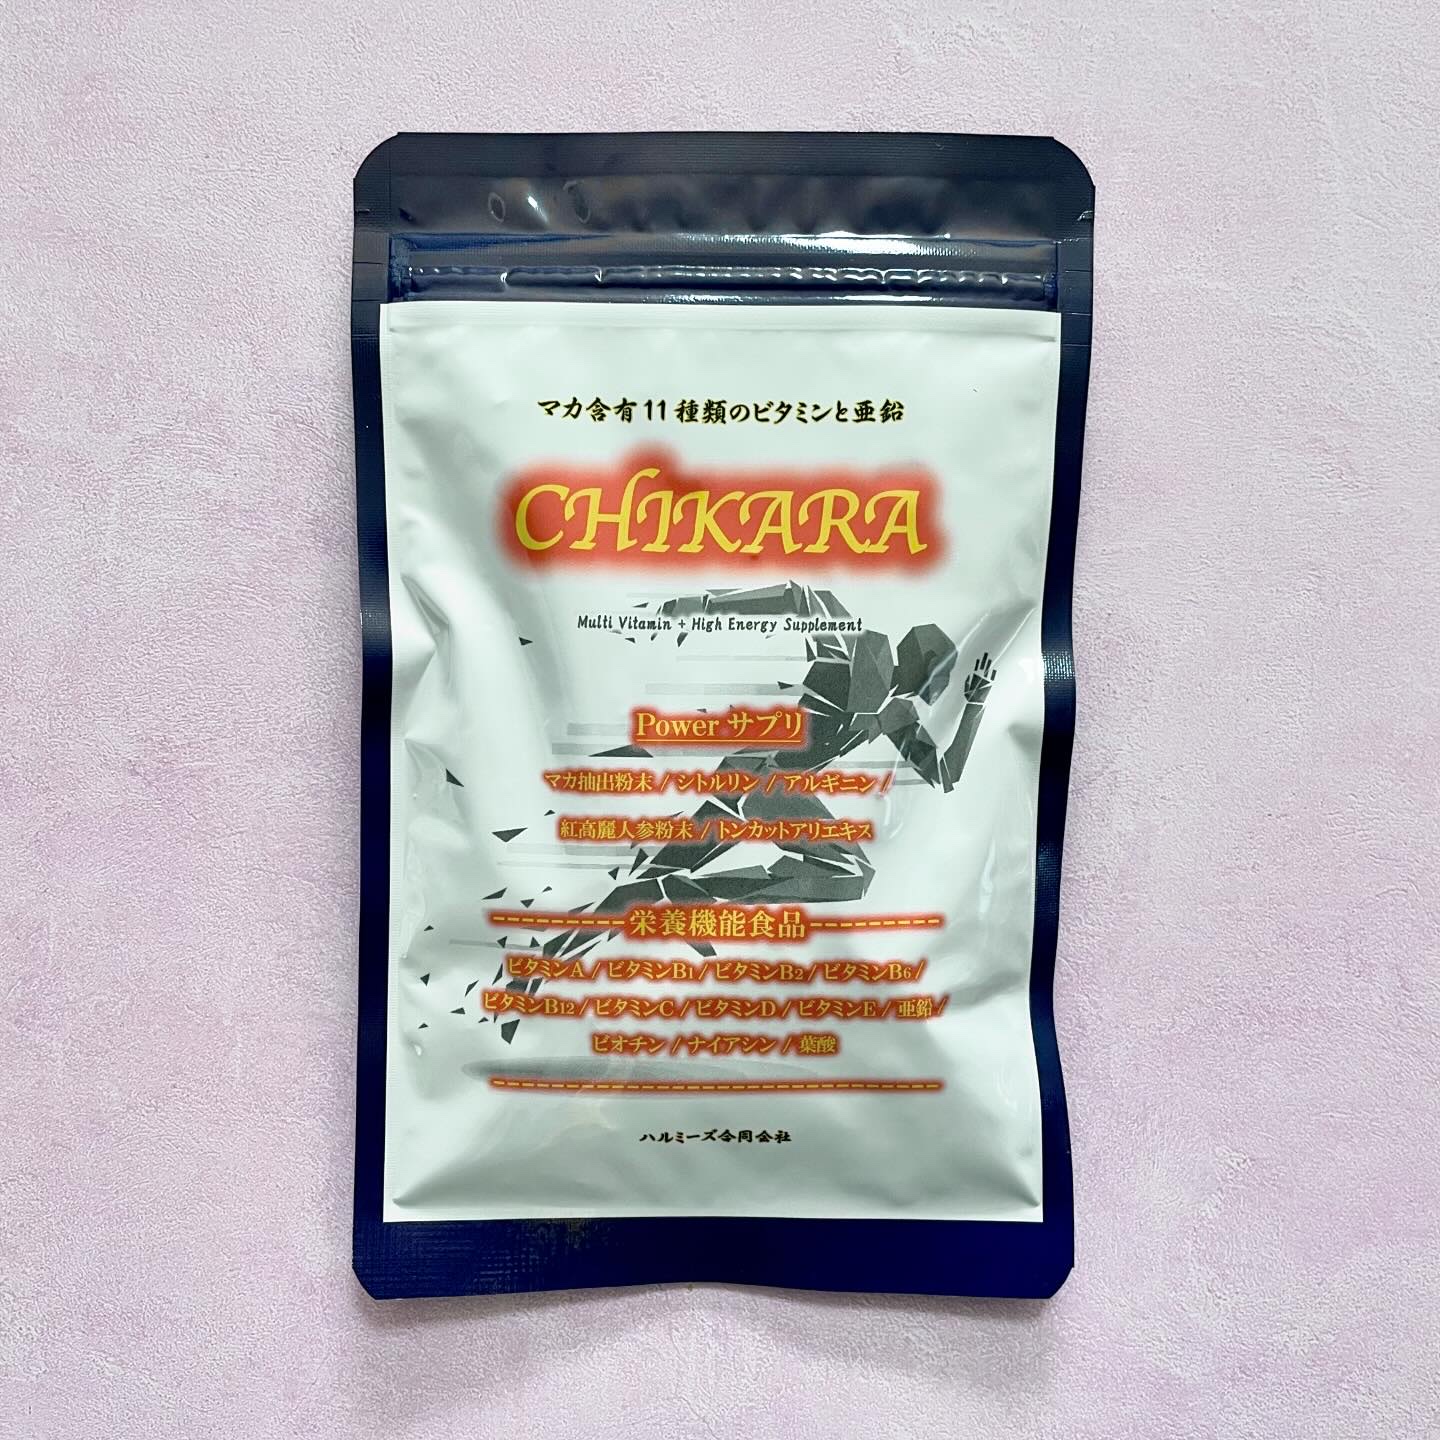 マカ含有11種類のビタミンと亜鉛
CHIKARA
Multi Vitamin + High Energy Supplement
Power サプリ
マカ抽出粉末 / シトルリン / アルギニン /
紅高麗人参粉末 / トンカットアリエキス
栄養機能食品
ビタミンA / ビタミンB1 / ビタミンB2 / ビタミンB6 /
ビタミンB12 / ビタミンC / ビタミンD / ビタミンE / 亜鉛 /
ビオチン / ナイアシン / 葉酸
ハルミーズ合同会社